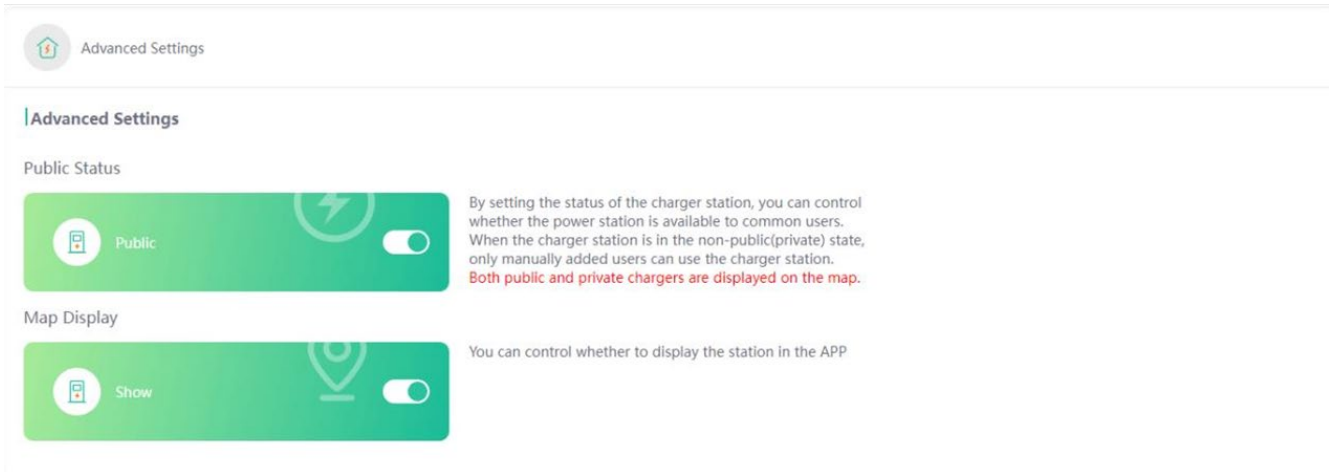 Advanced Settings
Advanced Settings
Public Status
Public
By setting the status of the charger station, you can control
whether the power station is available to common users.
When the charger station is in the non-public(private) state,
only manually added users can use the charger station.
Both public and private chargers are displayed on the map.
Map Display
Show
You can control whether to display the station in the APP